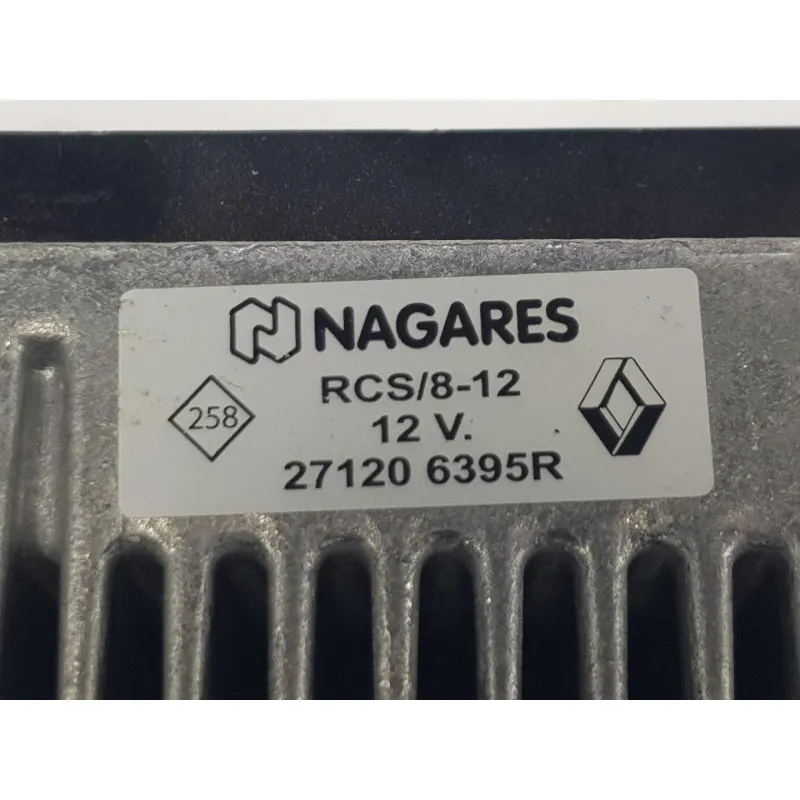 NAGARES
RCS/8-12
258
12 V.
27120 6395R